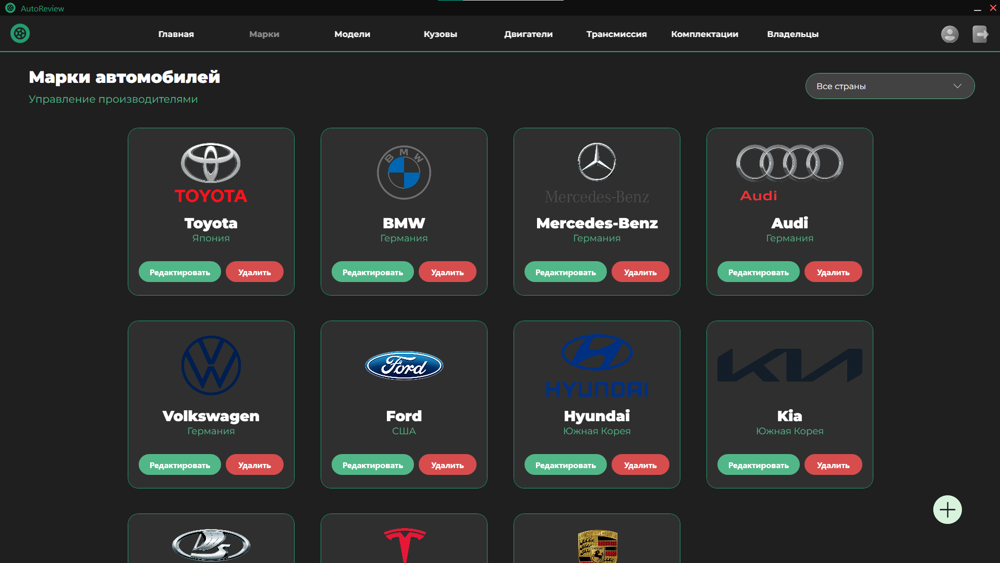 AutoReview
Главная Марки Модели Кузовы Двигатели Трансмиссия Комплектации Владельцы
Марки автомобилей
Управление производителями
Все страны
TOYOTA
BMW
Mercedes-Benz
Audi
Toyota BMW Mercedes-Benz Audi
Япония Германия Германия Германия
Редактировать Удалить Редактировать Удалить Редактировать Удалить Редактировать Удалить
Ford
HYUNDAI
KIA
Volkswagen Ford Hyundai Kia
Германия США Южная Корея Южная Корея
Редактировать Удалить Редактировать Удалить Редактировать Удалить Редактировать Удалить